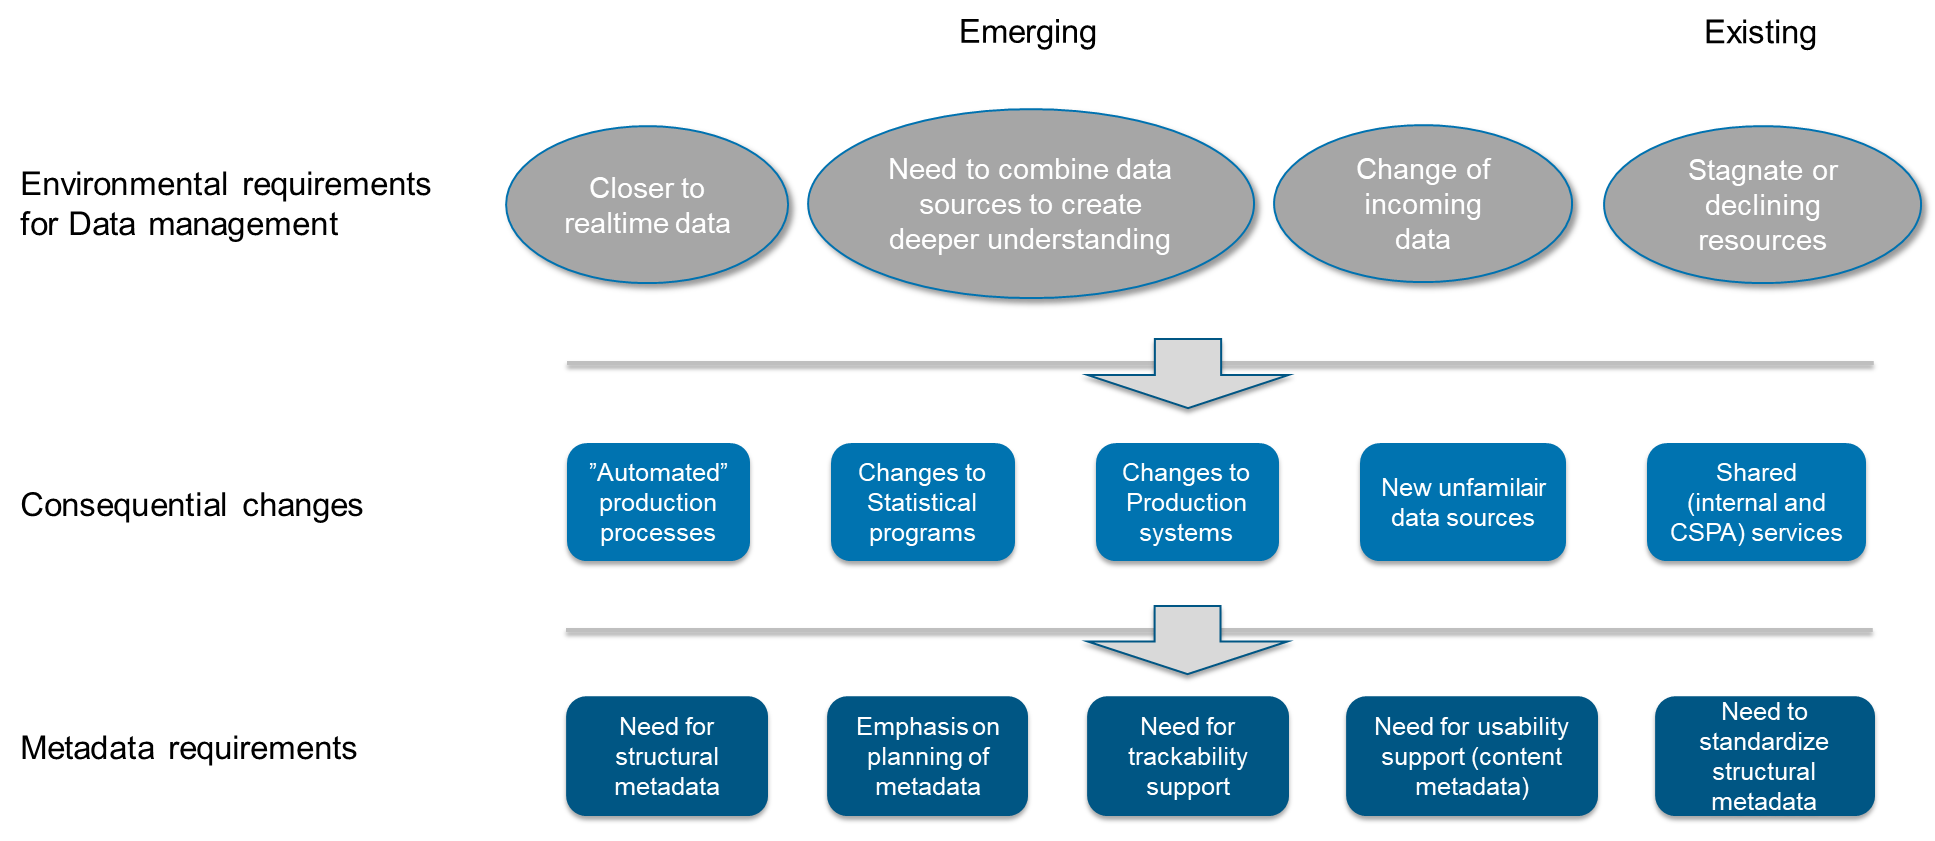 Emerging
Existing
Environmental requirements
for Data management
Closer to
realtime data
Need to combine data
sources to create
deeper understanding
Change of
incoming
data
Stagnate or
declining
resources
Consequential changes
”Automated”
production
processes
Changes to
Statistical
programs
Changes to
Production
systems
New unfamilair
data sources
Shared
(internal and
CSPA) services
Metadata requirements
Need for
structural
metadata
Emphasis on
planning of
metadata
Need for
trackability
support
Need for usability
support (content
metadata)
Need to
standardize
structural
metadata